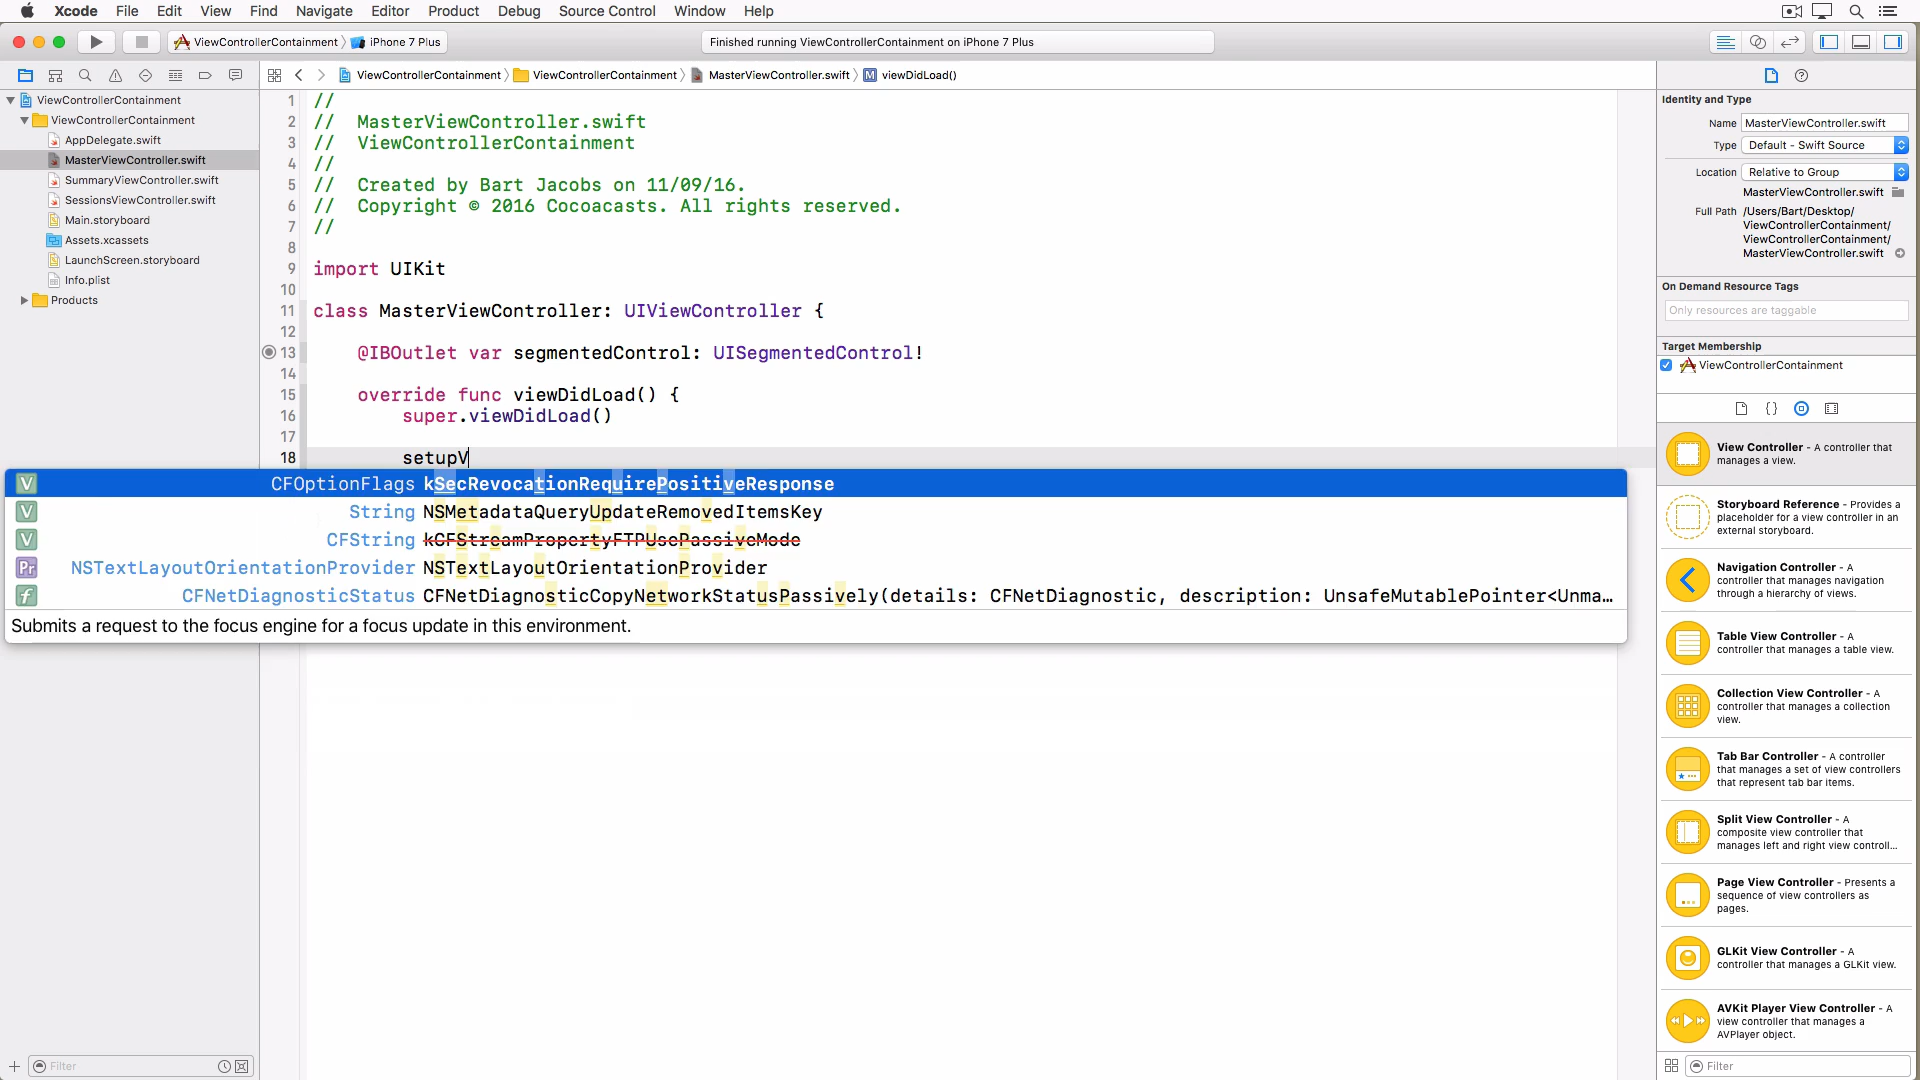 Xcode File Edit View Find Navigate Editor Product Debug Source Control Window Help
ViewControllerContainment iPhone 7 Plus
Finished running ViewControllerContainment on iPhone 7 Plus
ViewControllerContainment ViewControllerContainment MasterViewController.swift M viewDidLoad()
ViewControllerContainment
ViewControllerContainment
AppDelegate.swift
MasterViewController.swift
SummaryViewController.swift
SessionsViewController.swift
Main.storyboard
Assets.xcassets
LaunchScreen.storyboard
Info.plist
Products
Filter
1 //
2 // MasterViewController.swift
3 // ViewControllerContainment
4 //
5 // Created by Bart Jacobs on 11/09/16.
6 // Copyright © 2016 Cocoacasts. All rights reserved.
7 //
8
9 import UIKit
10
11 class MasterViewController: UIViewController {
12
13 @IBOutlet var segmentedControl: UISegmentedControl!
14
15 override func viewDidLoad() {
16 super.viewDidLoad()
17
18 setupV
V CFOptionFlags kSecRevocationRequirePositiveResponse
V String NSMetadataQueryUpdateRemovedItemsKey
V CFString kCFStreamPropertyFTPUsePassiveMode
Pr NSTextLayoutOrientationProvider NSTextLayoutOrientationProvider
f CFNetDiagnosticStatus CFNetDiagnosticCopyNetworkStatusPassively(details: CFNetDiagnostic, description: UnsafeMutablePointer<Unma...
Submits a request to the focus engine for a focus update in this environment.
Identity and Type
Name MasterViewController.swift
Type Default - Swift Source
Location Relative to Group
MasterViewController.swift
Full Path /Users/Bart/Desktop/
ViewControllerContainment/
ViewControllerContainment/
MasterViewController.swift
On Demand Resource Tags
Only resources are taggable
Target Membership
ViewControllerContainment
{}
View Controller - A controller that
manages a view.
Storyboard Reference - Provides a
placeholder for a view controller in an
external storyboard.
Navigation Controller - A
controller that manages navigation
through a hierarchy of views.
Table View Controller - A
controller that manages a table view.
Collection View Controller - A
controller that manages a collection
view.
Tab Bar Controller - A controller
that manages a set of view controllers
that represent tab bar items.
Split View Controller - A
composite view controller that
manages left and right view controll...
Page View Controller - Presents a
sequence of view controllers as
pages.
GLKit View Controller - A
controller that manages a GLKit view.
AVKit Player View Controller - A
view controller that manages a
AVPlayer object.
Filter